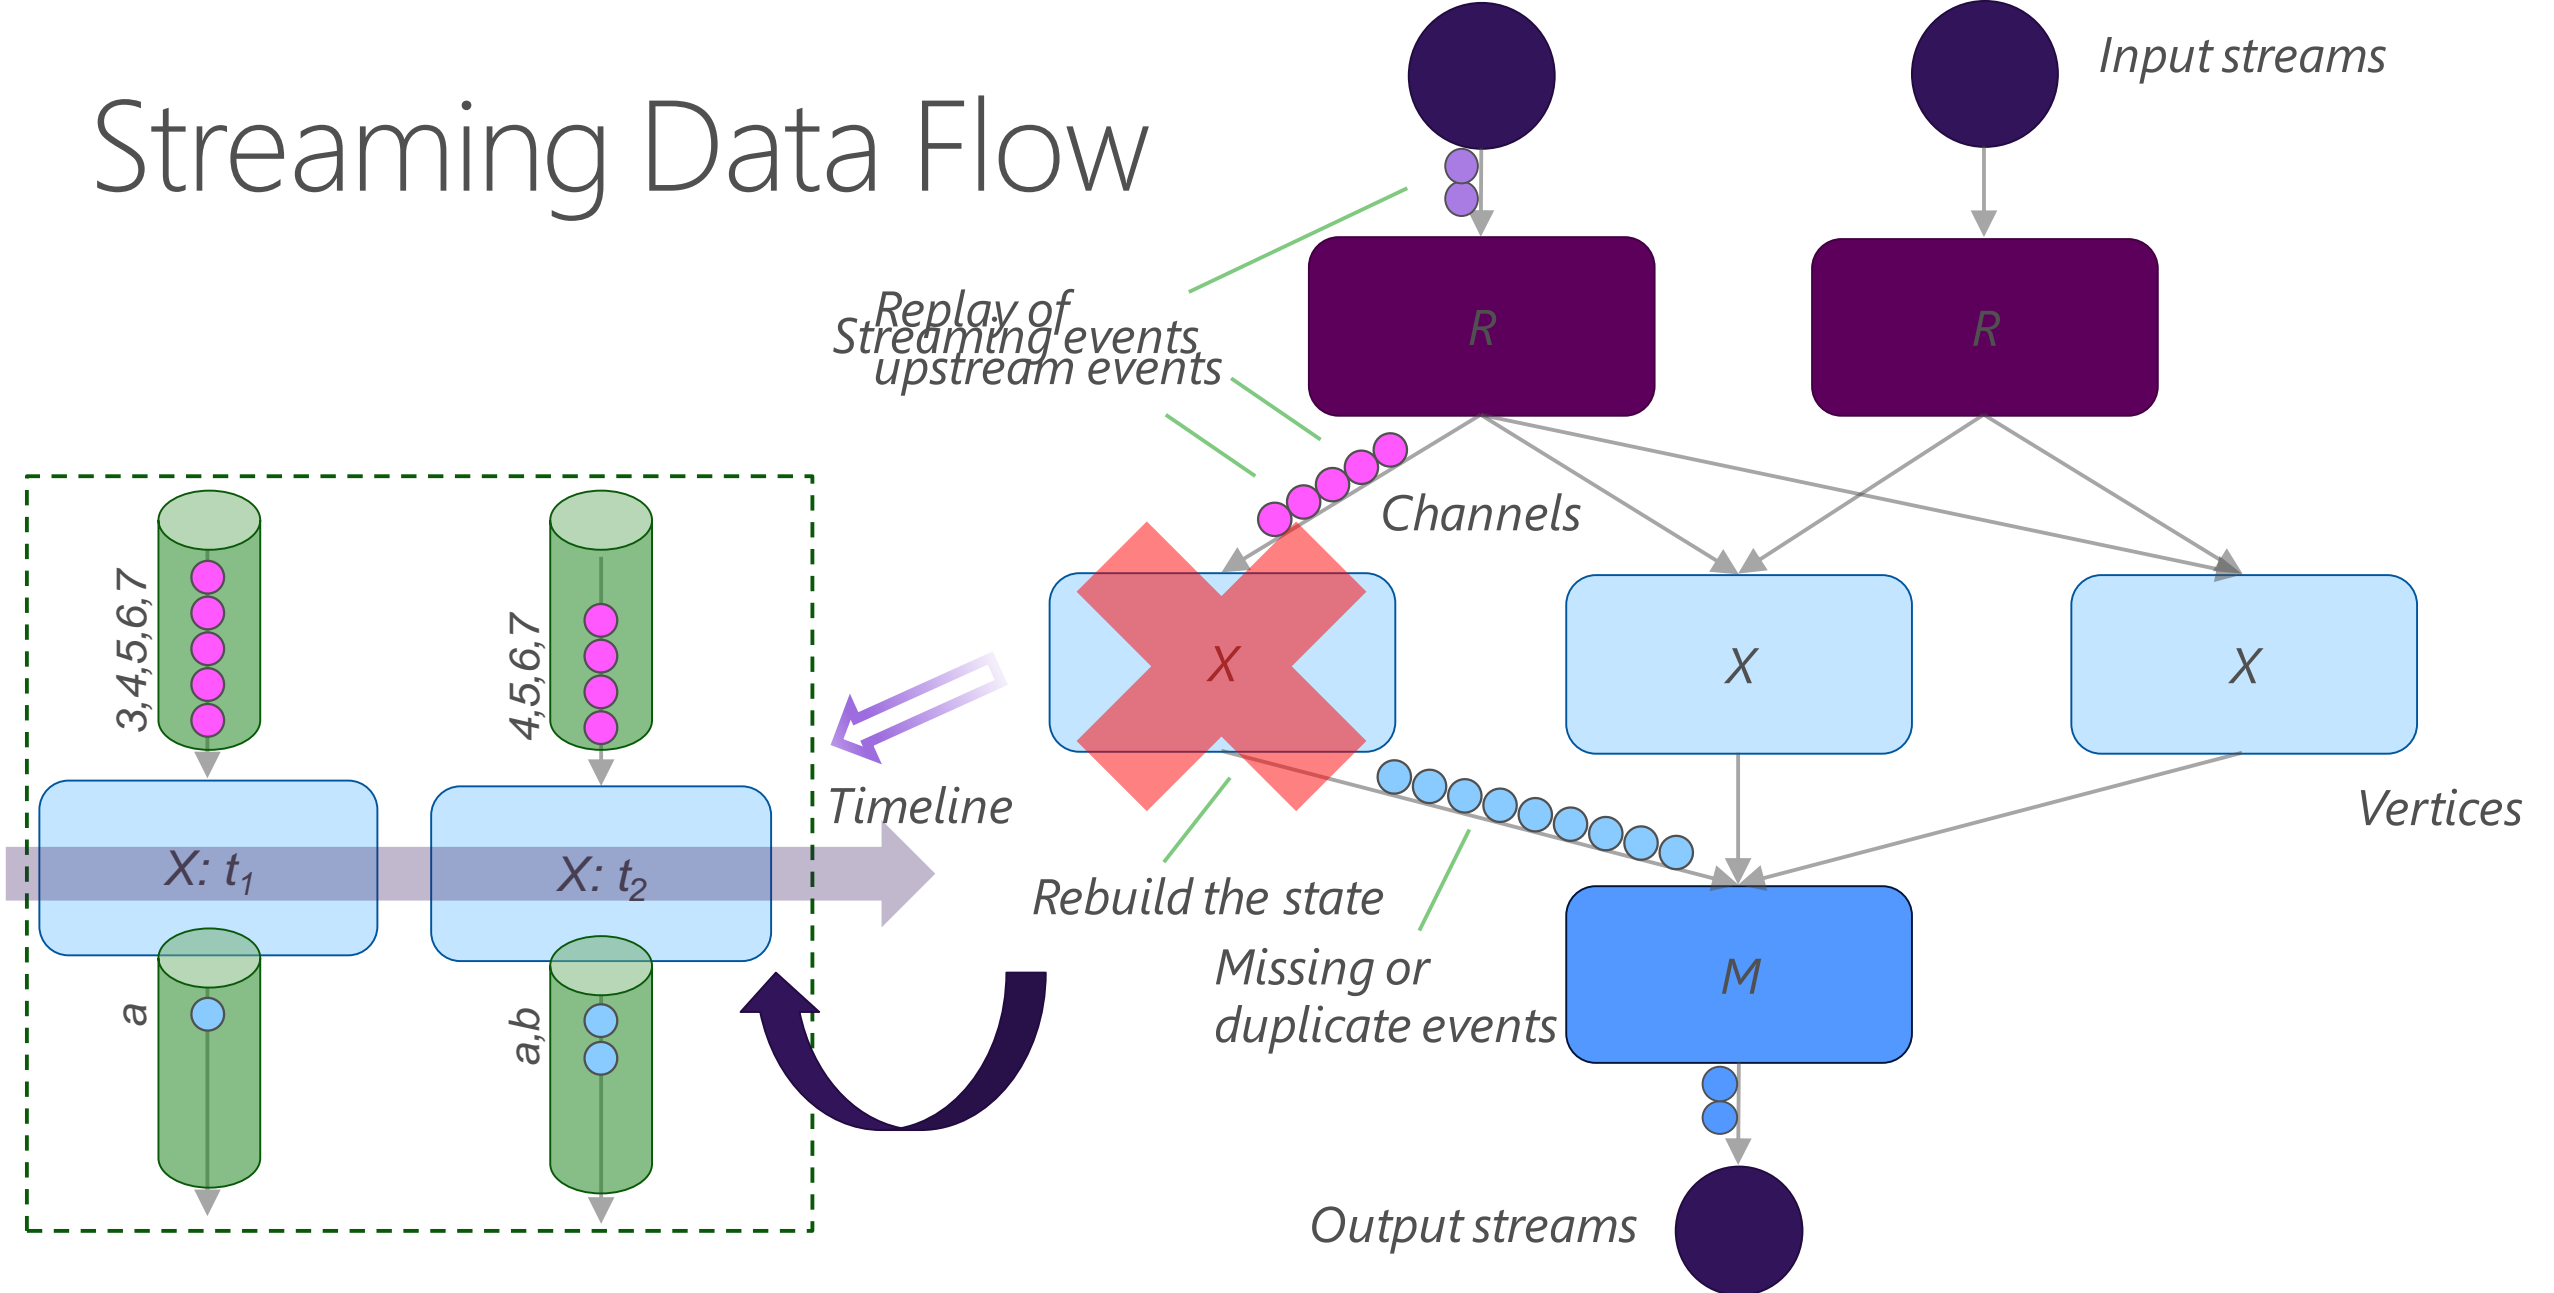 Streaming Data Flow
Input streams
Replay of
upstream events
Streaming events
R
R
Channels
3,4,5,6,7
4,5,6,7
X
X
X
Timeline
Vertices
X: t1
X: t2
Rebuild the state
Missing or
duplicate events
M
a
a,b
Output streams